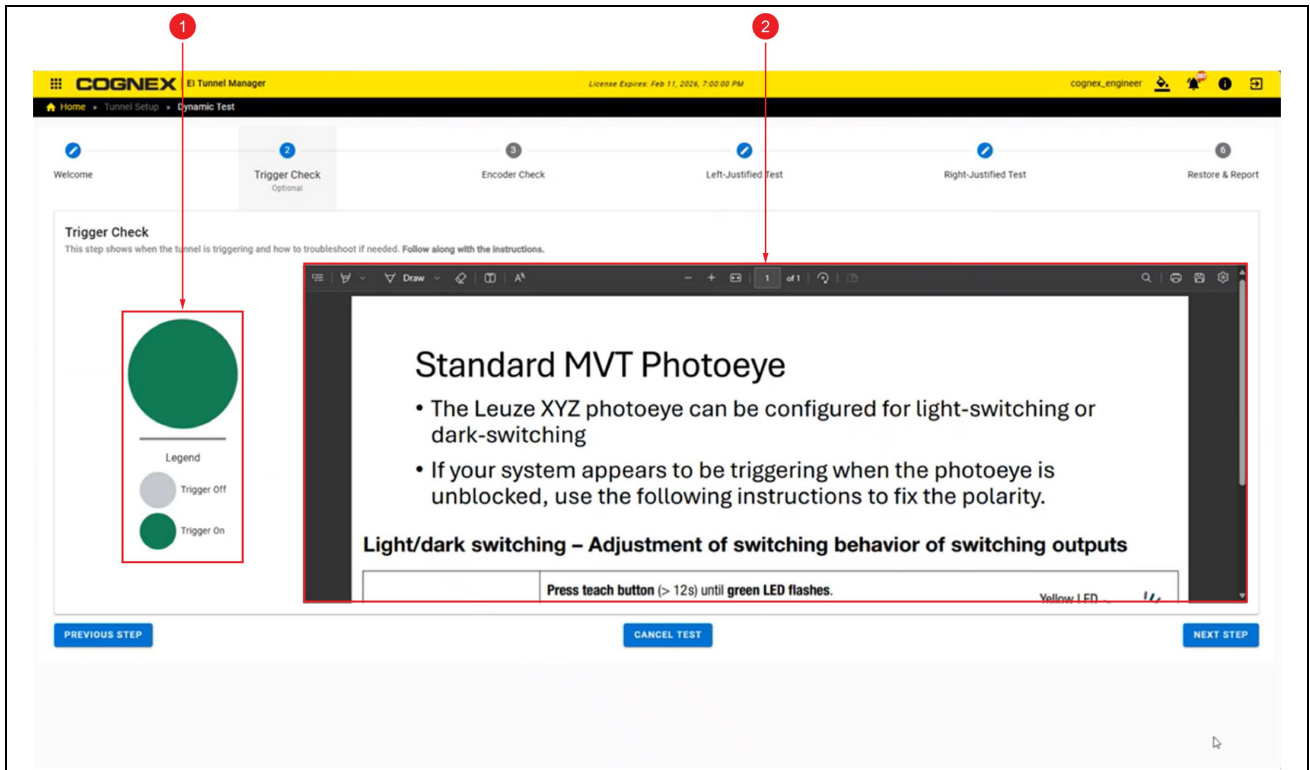 1
2
COGNEX EI Tunnel Manager
License Expires: Feb 11, 2026, 7:00:00 PM
cognex_engineer
Home • Tunnel Setup • Dynamic Test
Welcome
2
Trigger Check
Optional
3
Encoder Check
Left-Justified Test
Right-Justified Test
6
Restore & Report
Trigger Check
This step shows when the tunnel is triggering and how to troubleshoot if needed. Follow along with the instructions.
Draw
1 of 1
Legend
Trigger Off
Trigger On
Standard MVT Photoeye
• The Leuze XYZ photoeye can be configured for light-switching or
dark-switching
• If your system appears to be triggering when the photoeye is
unblocked, use the following instructions to fix the polarity.
Light/dark switching – Adjustment of switching behavior of switching outputs
Press teach button (> 12s) until green LED flashes.
Yellow LED
PREVIOUS STEP
CANCEL TEST
NEXT STEP